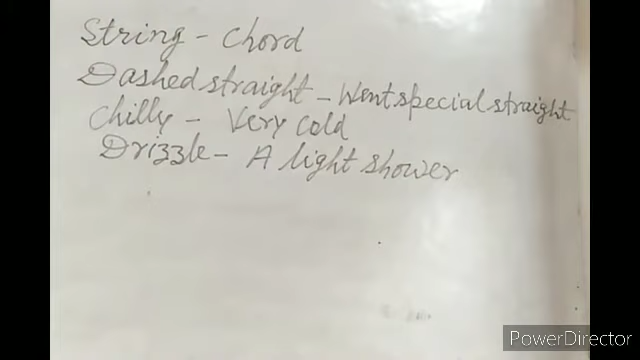 String - Chord
Dashed straight - Went special straight
Chilly - Very cold
Drizzle - A light shower
PowerDirector